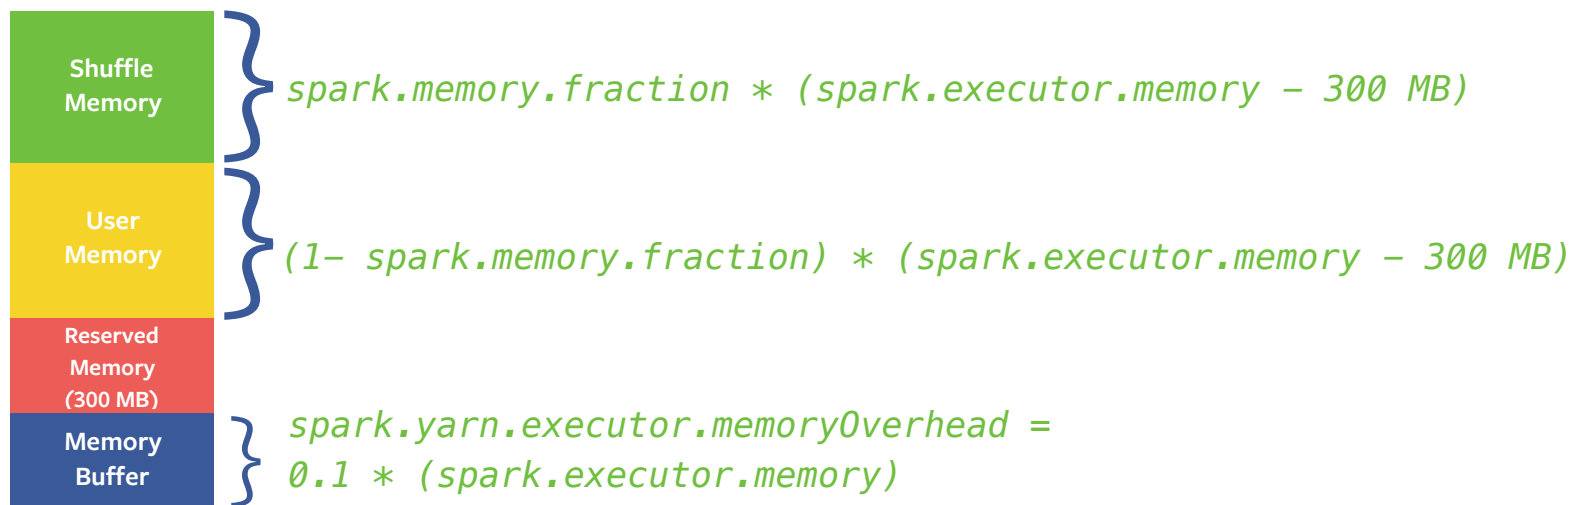 Shuffle
Memory
spark.memory.fraction * (spark.executor.memory - 300 MB)
User
Memory
(1- spark.memory.fraction) * (spark.executor.memory - 300 MB)
Reserved
Memory
(300 MB)
Memory
Buffer
spark.yarn.executor.memoryOverhead =
0.1 * (spark.executor.memory)